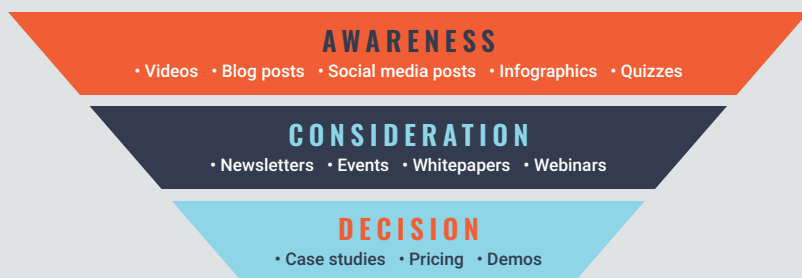 AWARENESS
• Videos • Blog posts • Social media posts • Infographics • Quizzes
CONSIDERATION
• Newsletters • Events • Whitepapers • Webinars
DECISION
• Case studies • Pricing • Demos